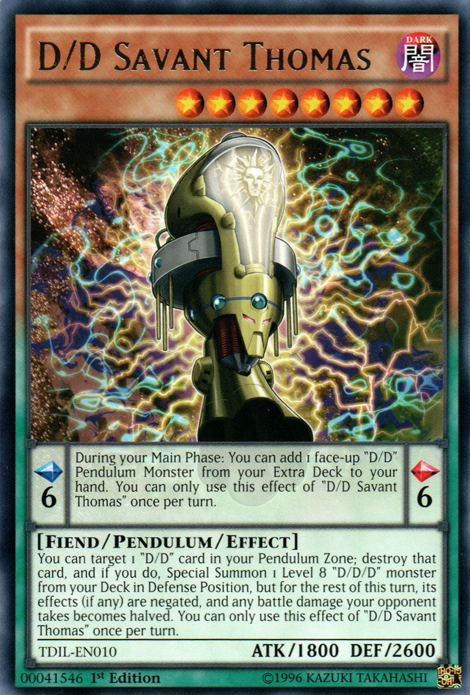 D/D Savant Thomas
DARK
闇
During your Main Phase: You can add 1 face-up "D/D"
Pendulum Monster from your Extra Deck to your
hand. You can only use this effect of "D/D Savant
Thomas" once per turn.
6
6
[Fiend/Pendulum/Effect]
You can target 1 "D/D" card in your Pendulum Zone; destroy that
card, and if you do, Special Summon 1 Level 8 "D/D/D" monster
from your Deck in Defense Position, but for the rest of this turn, its
effects (if any) are negated, and any battle damage your opponent
takes becomes halved. You can only use this effect of "D/D Savant
Thomas" once per turn.
TDIL-EN010
ATK/1800 DEF/2600
00041546
1st Edition
©1996 KAZUKI TAKAHASHI